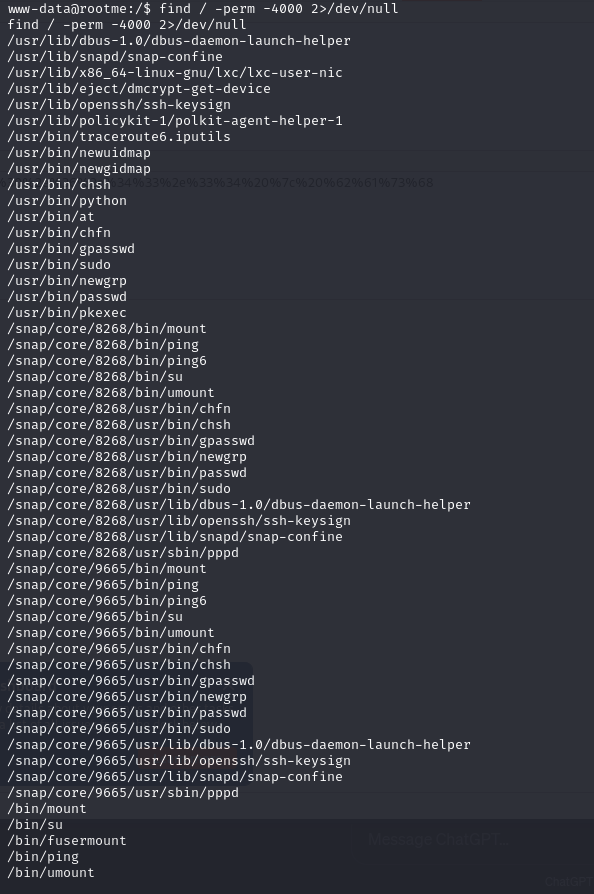 www-data@rootme:/$ find / -perm -4000 2>/dev/null
find / -perm -4000 2>/dev/null
/usr/lib/dbus-1.0/dbus-daemon-launch-helper
/usr/lib/snapd/snap-confine
/usr/lib/x86_64-linux-gnu/lxc/lxc-user-nic
/usr/lib/eject/dmcrypt-get-device
/usr/lib/openssh/ssh-keysign
/usr/lib/policykit-1/polkit-agent-helper-1
/usr/bin/traceroute6.iputils
/usr/bin/newuidmap
/usr/bin/newgidmap
/usr/bin/chsh
/usr/bin/python
/usr/bin/at
/usr/bin/chfn
/usr/bin/gpasswd
/usr/bin/sudo
/usr/bin/newgrp
/usr/bin/passwd
/usr/bin/pkexec
/snap/core/8268/bin/mount
/snap/core/8268/bin/ping
/snap/core/8268/bin/ping6
/snap/core/8268/bin/su
/snap/core/8268/bin/umount
/snap/core/8268/usr/bin/chfn
/snap/core/8268/usr/bin/chsh
/snap/core/8268/usr/bin/gpasswd
/snap/core/8268/usr/bin/newgrp
/snap/core/8268/usr/bin/passwd
/snap/core/8268/usr/bin/sudo
/snap/core/8268/usr/lib/dbus-1.0/dbus-daemon-launch-helper
/snap/core/8268/usr/lib/openssh/ssh-keysign
/snap/core/8268/usr/lib/snapd/snap-confine
/snap/core/8268/usr/sbin/pppd
/snap/core/9665/bin/mount
/snap/core/9665/bin/ping
/snap/core/9665/bin/ping6
/snap/core/9665/bin/su
/snap/core/9665/bin/umount
/snap/core/9665/usr/bin/chfn
/snap/core/9665/usr/bin/chsh
/snap/core/9665/usr/bin/gpasswd
/snap/core/9665/usr/bin/newgrp
/snap/core/9665/usr/bin/passwd
/snap/core/9665/usr/bin/sudo
/snap/core/9665/usr/lib/dbus-1.0/dbus-daemon-launch-helper
/snap/core/9665/usr/lib/openssh/ssh-keysign
/snap/core/9665/usr/lib/snapd/snap-confine
/snap/core/9665/usr/sbin/pppd
/bin/mount
/bin/su
/bin/fusermount
Message ChatGPT...
/bin/ping
/bin/umount